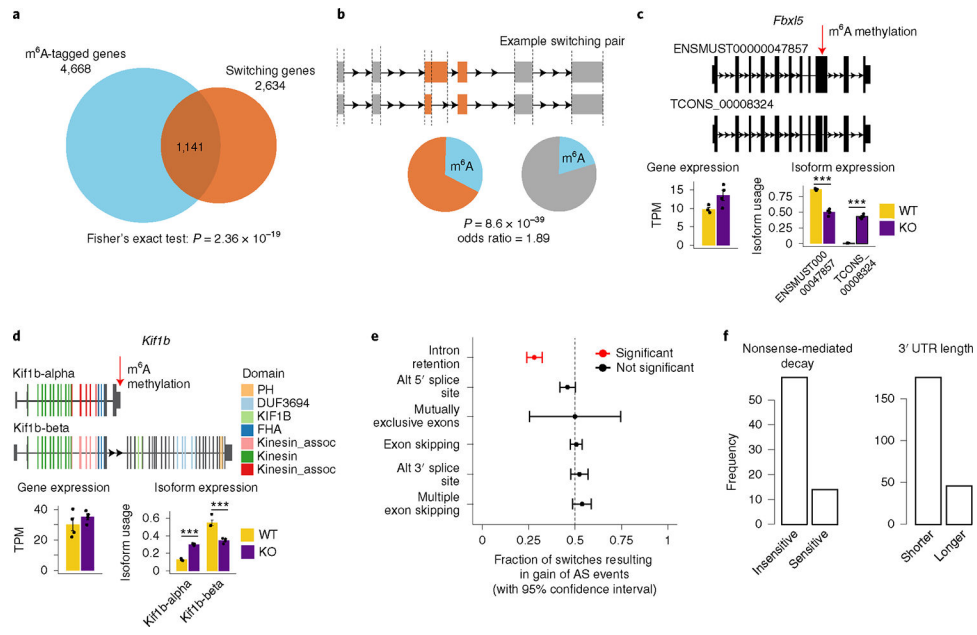 a
m⁶A-tagged genes
4,668
Switching genes
2,634
1,141
Fisher's exact test: P = 2.36 × 10⁻¹⁹
b
Example switching pair
m⁶A
m⁶A
P = 8.6 × 10⁻³⁹
odds ratio = 1.89
c
Fbxl5
m⁶A methylation
ENSMUST00000047857
TCONS_00008324
Gene expression
TPM
15
10
5
0
Isoform expression
Isoform usage
0.75
0.50
0.25
0
***
***
WT
KO
ENSMUST000
00047857
TCONS_
00008324
d
Kif1b
Kif1b-alpha
m⁶A
methylation
Kif1b-beta
Domain
PH
DUF3694
KIF1B
FHA
Kinesin_assoc
Kinesin
Kinesin_assoc
Gene expression
TPM
40
20
0
Isoform expression
Isoform usage
0.6
0.4
0.2
0
***
***
WT
KO
Kif1b-alpha
Kif1b-beta
e
Intron
retention
Alt 5′ splice
site
Mutually
exclusive exons
Exon skipping
Alt 3′ splice
site
Multiple
exon skipping
Significant
Not significant
0
0.25
0.5
0.75
1
Fraction of switches resulting
in gain of AS events
(with 95% confidence interval)
f
Nonsense-mediated
decay
Frequency
50
40
30
20
10
0
Insensitive
Sensitive
3′ UTR length
150
100
50
0
Shorter
Longer